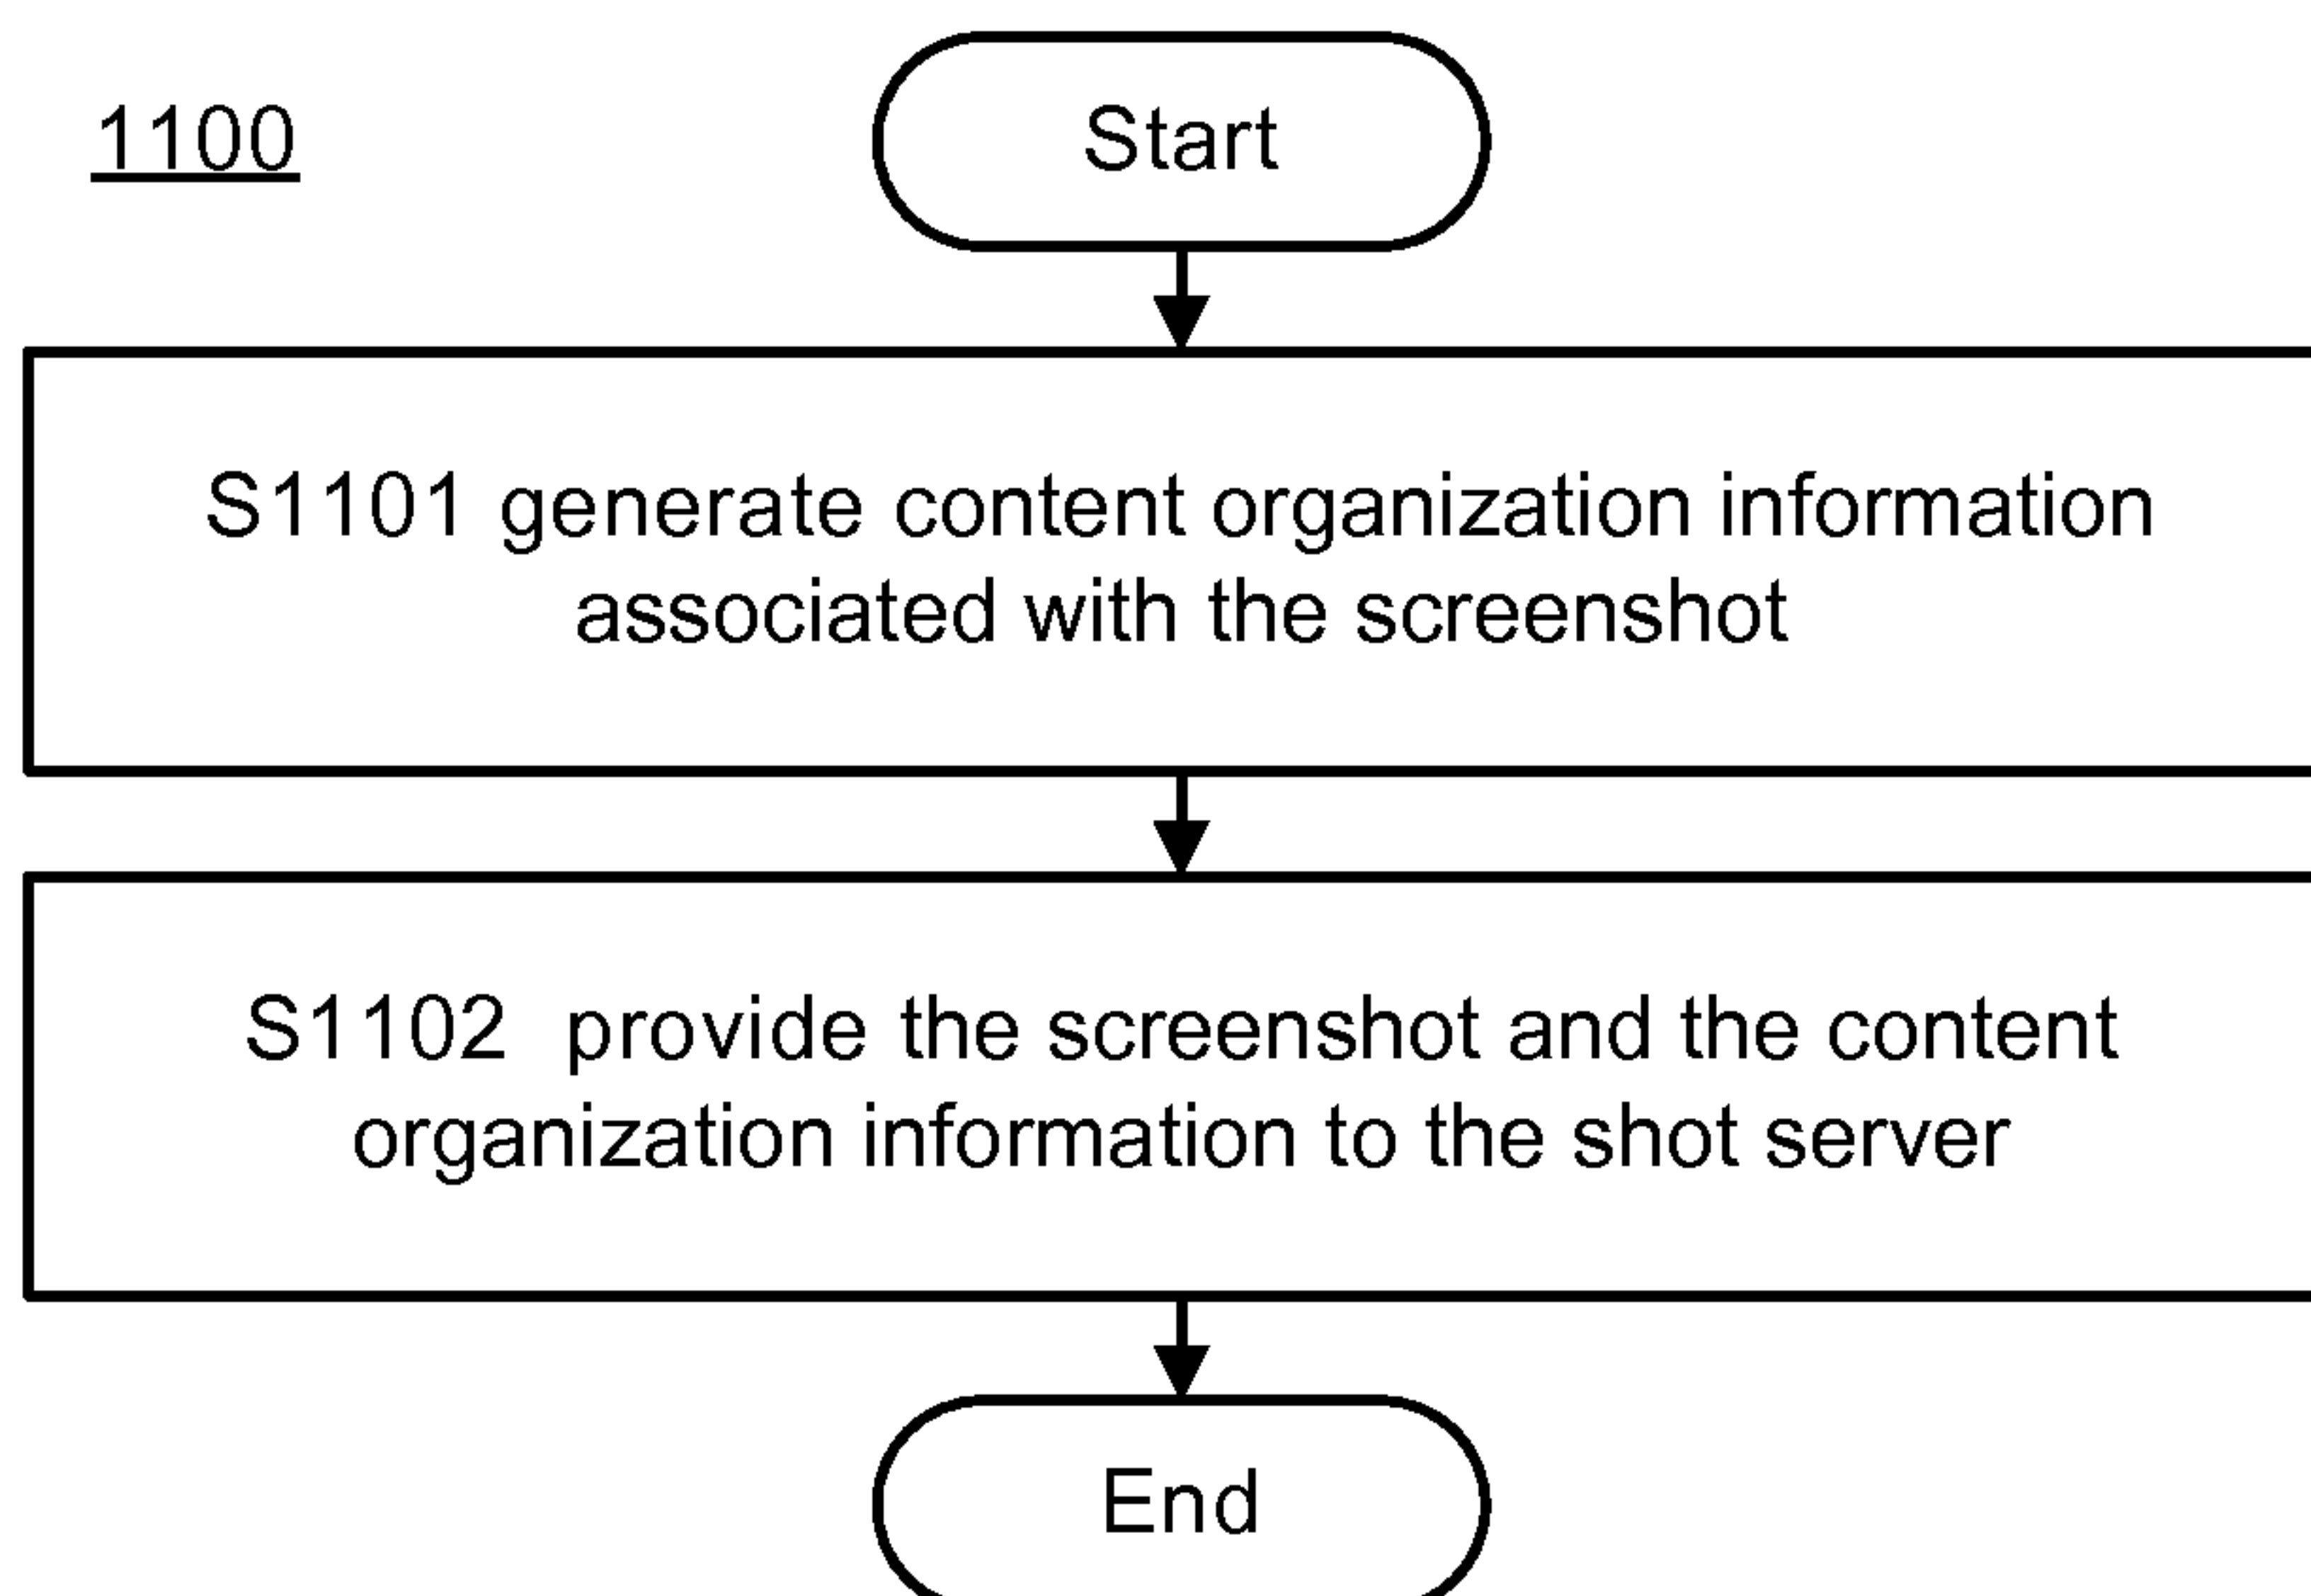 1100
Start
S1101 generate content organization information
associated with the screenshot
S1102 provide the screenshot and the content
organization information to the shot server
End